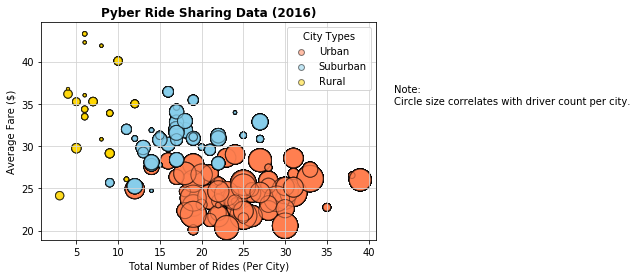 Pyber Ride Sharing Data (2016)
City Types
Urban
Suburban
Rural
Average Fare ($)
40
35
30
25
20
5
10
15
20
25
30
35
40
Total Number of Rides (Per City)
Note:
Circle size correlates with driver count per city.